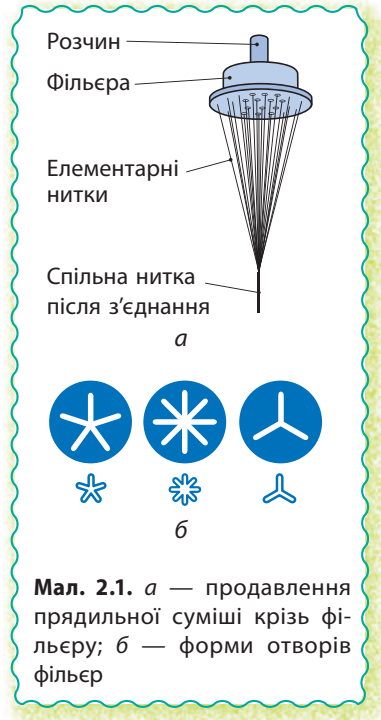 Розчин
Фільєра
Елементарні
нитки
Спільна нитка
після з'єднання
а
б
Мал. 2.1. а — продавлення
прядильної суміші крізь фі-
льєру; б — форми отворів
фільєр